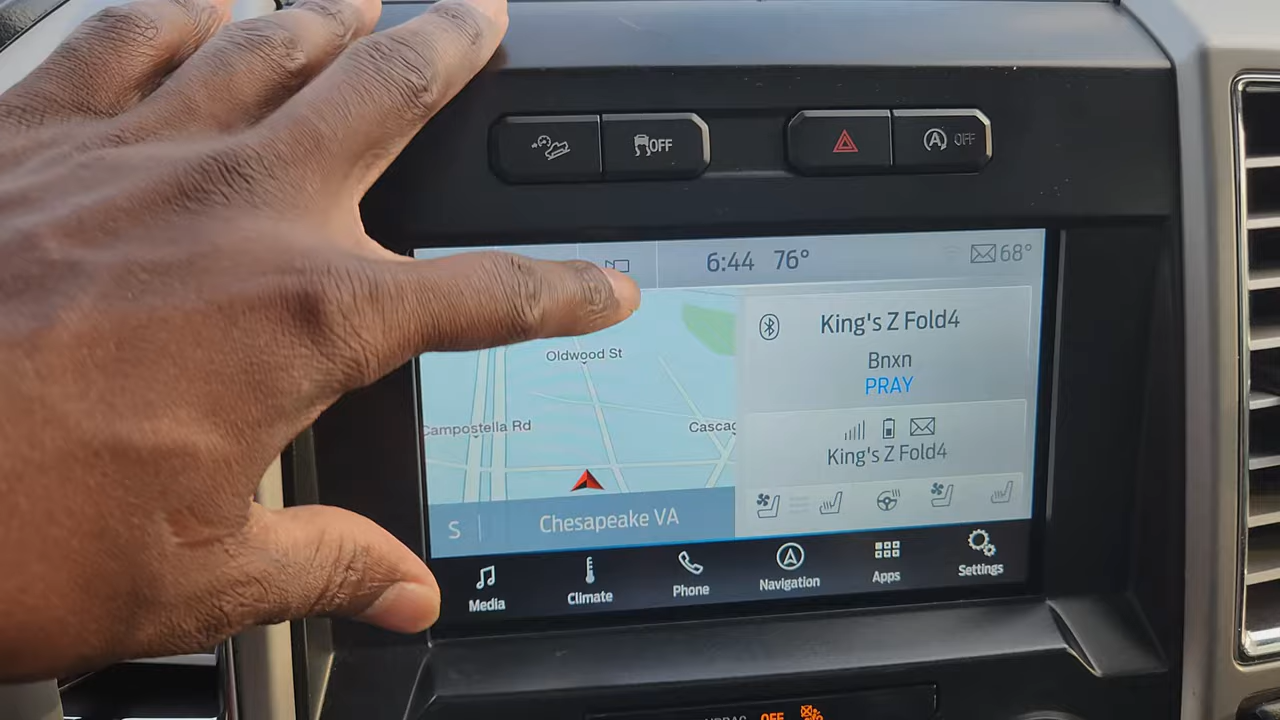 OFF
OFF
6:44 76°
68°
King's Z Fold4
Bnxn
PRAY
Oldwood St
Campostella Rd
Casca
King's Z Fold4
S
Chesapeake VA
Media
Climate
Phone
Navigation
Apps
Settings
OFF